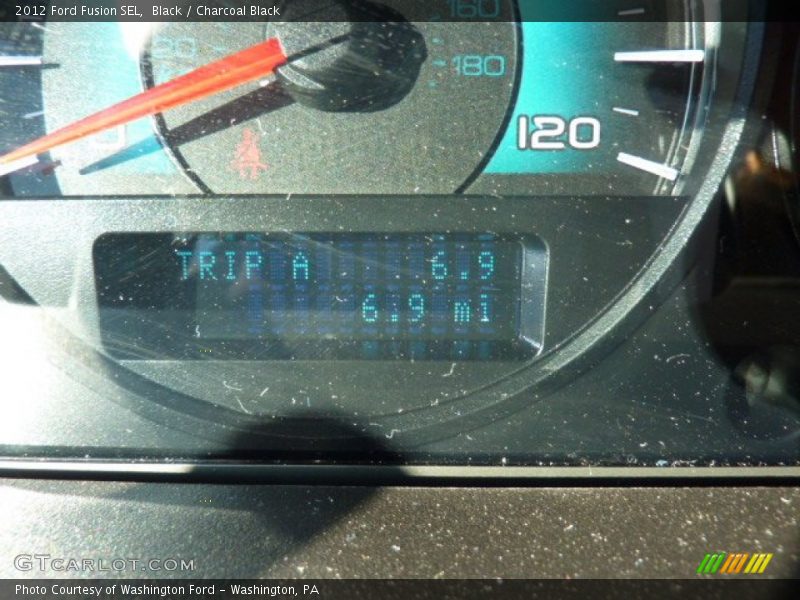 2012 Ford Fusion SEL,  Black / Charcoal Black
160
20
180
120
TRIP A 6.9
6.9 mi
GTCARLOT.COM
Photo Courtesy of Washington Ford - Washington, PA